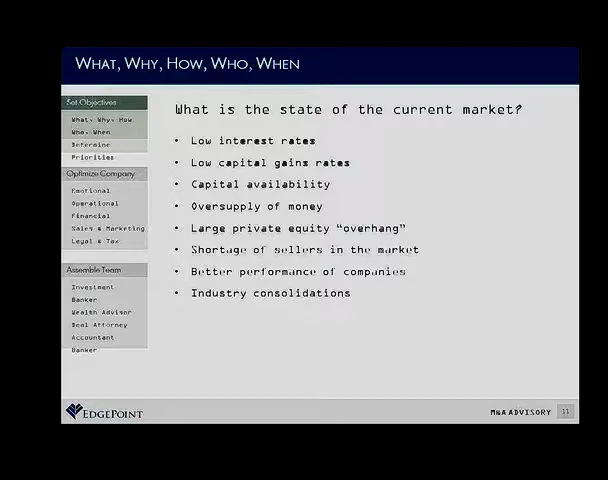 What, Why, How, Who, When
Set Objectives
What, Why, How
Who, When
Determine
Priorities
Optimize Company
Emotional
Operational
Financial
Sales & Marketing
Legal & Tax
Assemble Team
Investment
Banker
Wealth Advisor
Deal Attorney
Accountant
Banker
What is the state of the current market?
• Low interest rates
• Low capital gains rates
• Capital availability
• Oversupply of money
• Large private equity “overhang”
• Shortage of sellers in the market
• Better performance of companies
• Industry consolidations
EDGEPOINT
M&A ADVISORY 11